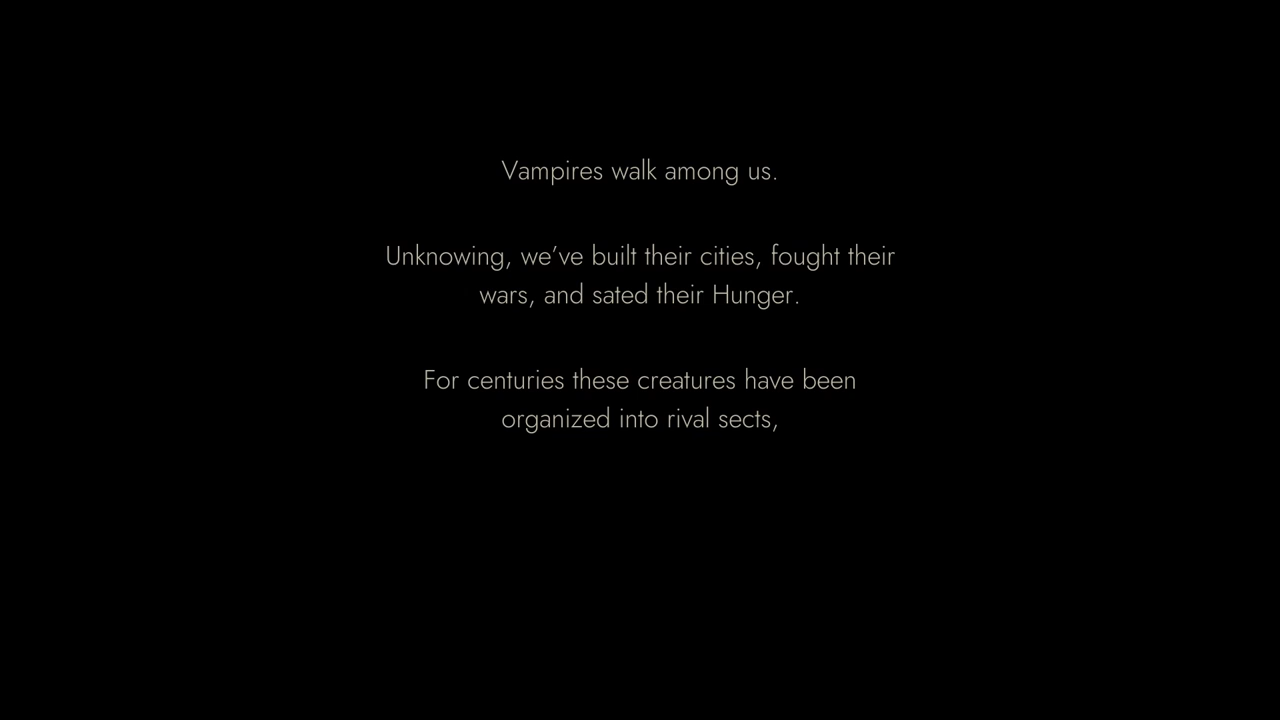 Vampires walk among us.
Unknowing, we’ve built their cities, fought their
wars, and sated their Hunger.
For centuries these creatures have been
organized into rival sects,